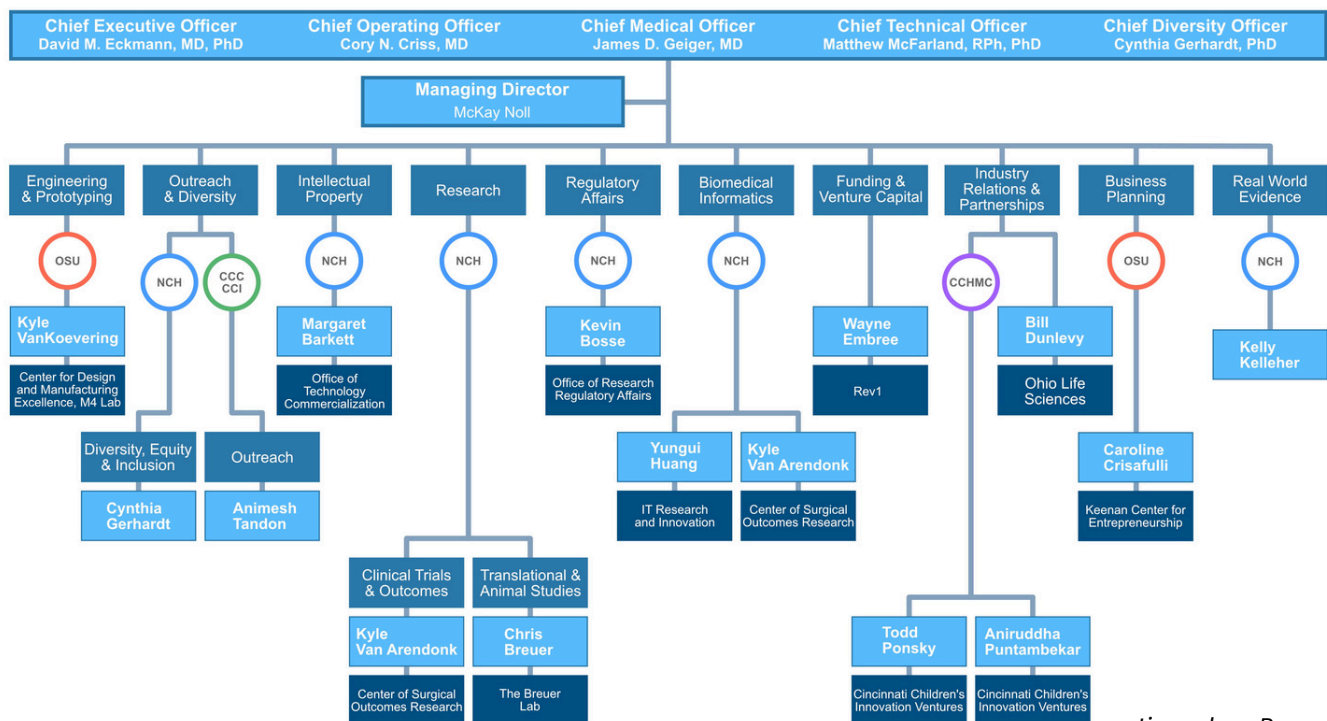 Chief Executive Officer
David M. Eckmann, MD, PhD
Chief Operating Officer
Cory N. Criss, MD
Chief Medical Officer
James D. Geiger, MD
Chief Technical Officer
Matthew McFarland, RPh, PhD
Chief Diversity Officer
Cynthia Gerhardt, PhD
Managing Director
McKay Noll
Engineering
& Prototyping
Outreach
& Diversity
Intellectual
Property
Research
Regulatory
Affairs
Biomedical
Informatics
Funding &
Venture Capital
Industry
Relations &
Partnerships
Business
Planning
Real World
Evidence
OSU
NCH
CCC
CCI
NCH
NCH
NCH
NCH
CCHMC
OSU
NCH
Kyle
VanKoevering
Center for Design
and Manufacturing
Excellence, M4 Lab
Margaret
Barkett
Office of
Technology
Commercialization
Kevin
Bosse
Office of Research
Regulatory Affairs
Wayne
Embree
Rev1
Bill
Dunlevy
Ohio Life
Sciences
Kelly
Kelleher
Diversity, Equity
& Inclusion
Cynthia
Gerhardt
Outreach
Animesh
Tandon
Yungui
Huang
IT Research
and Innovation
Kyle
Van Arendonk
Center of Surgical
Outcomes Research
Caroline
Crisafulli
Keenan Center for
Entrepreneurship
Clinical Trials
& Outcomes
Kyle
Van Arendonk
Center of Surgical
Outcomes Research
Translational &
Animal Studies
Chris
Breuer
The Breuer
Lab
Todd
Ponsky
Cincinnati Children's
Innovation Ventures
Aniruddha
Puntambekar
Cincinnati Children's
Innovation Ventures